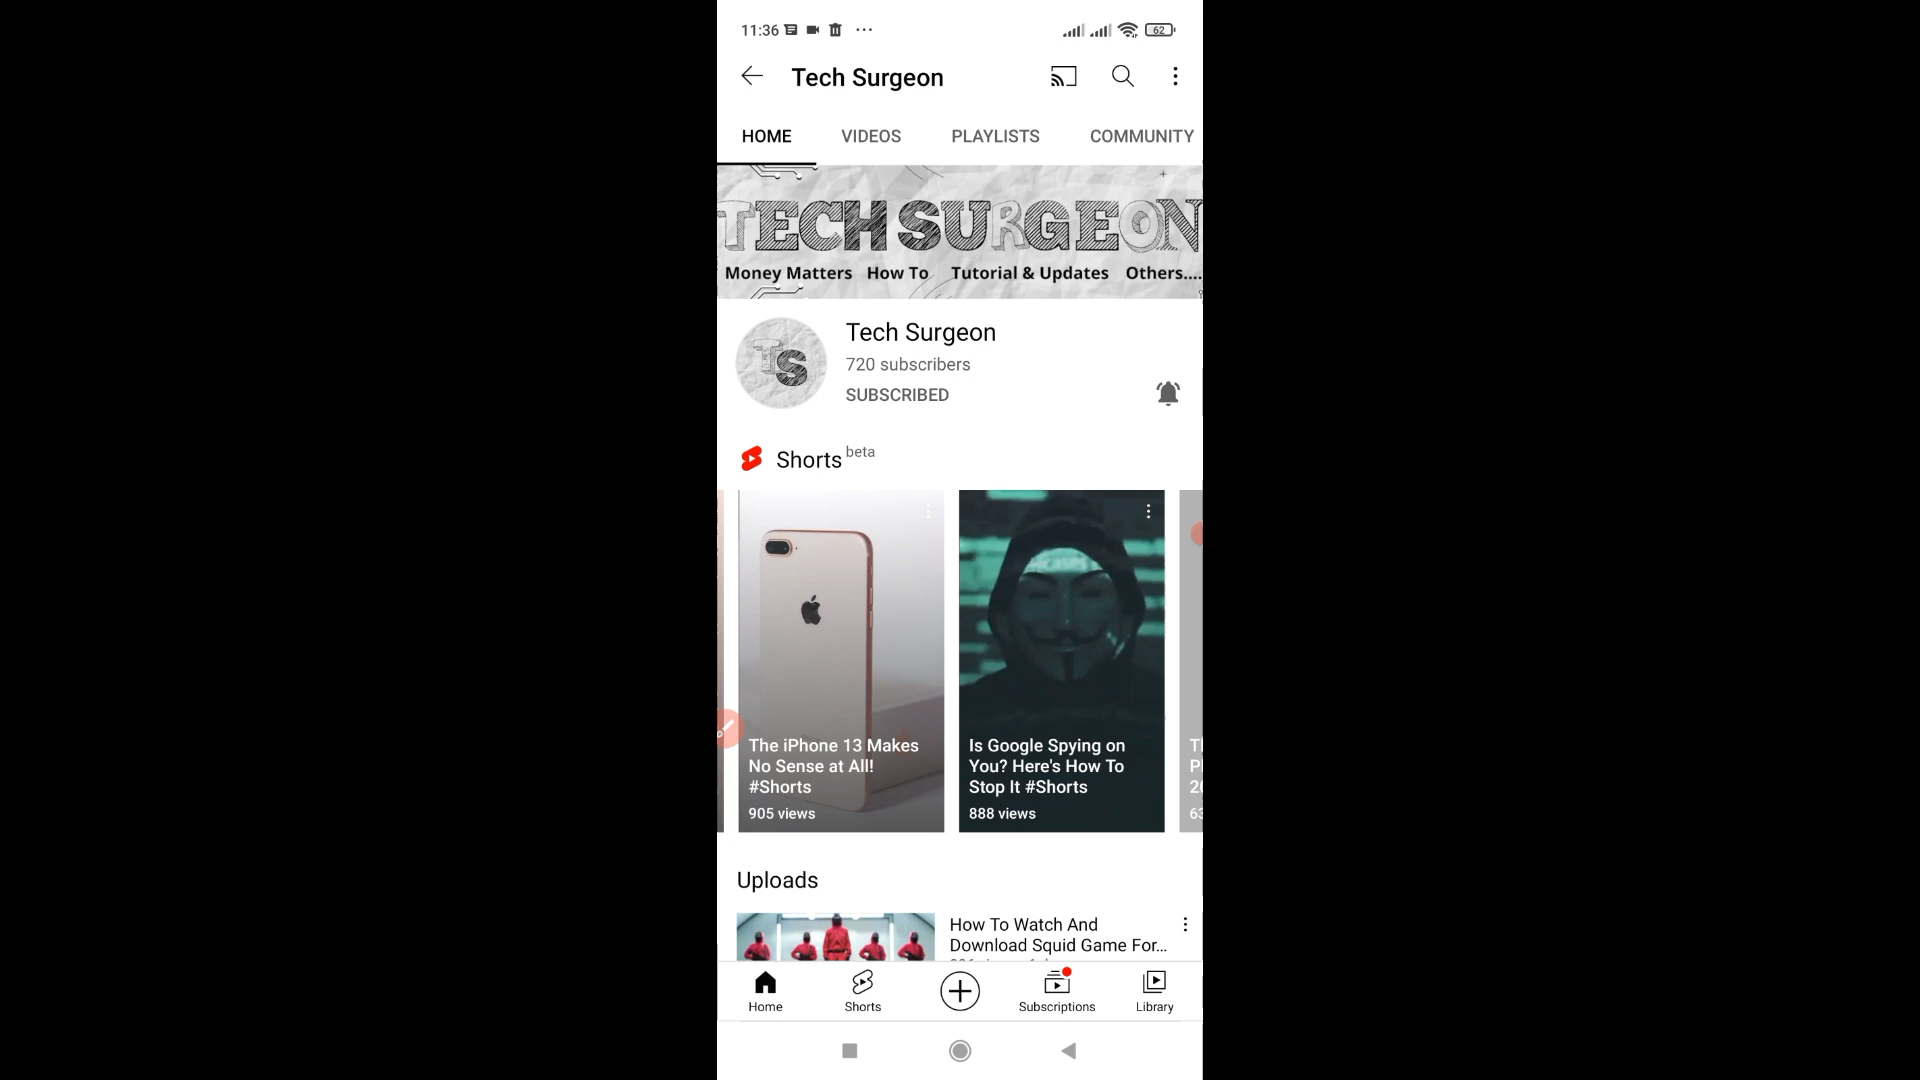 11:36
62
Tech Surgeon
HOME VIDEOS PLAYLISTS COMMUNITY
TECH SURGEON
Money Matters How To Tutorial & Updates Others....
TS
Tech Surgeon
720 subscribers
SUBSCRIBED
Shorts beta
The iPhone 13 Makes
No Sense at All!
#Shorts
905 views
Is Google Spying on
You? Here's How To
Stop It #Shorts
888 views
Uploads
How To Watch And
Download Squid Game For...
Home Shorts Subscriptions Library